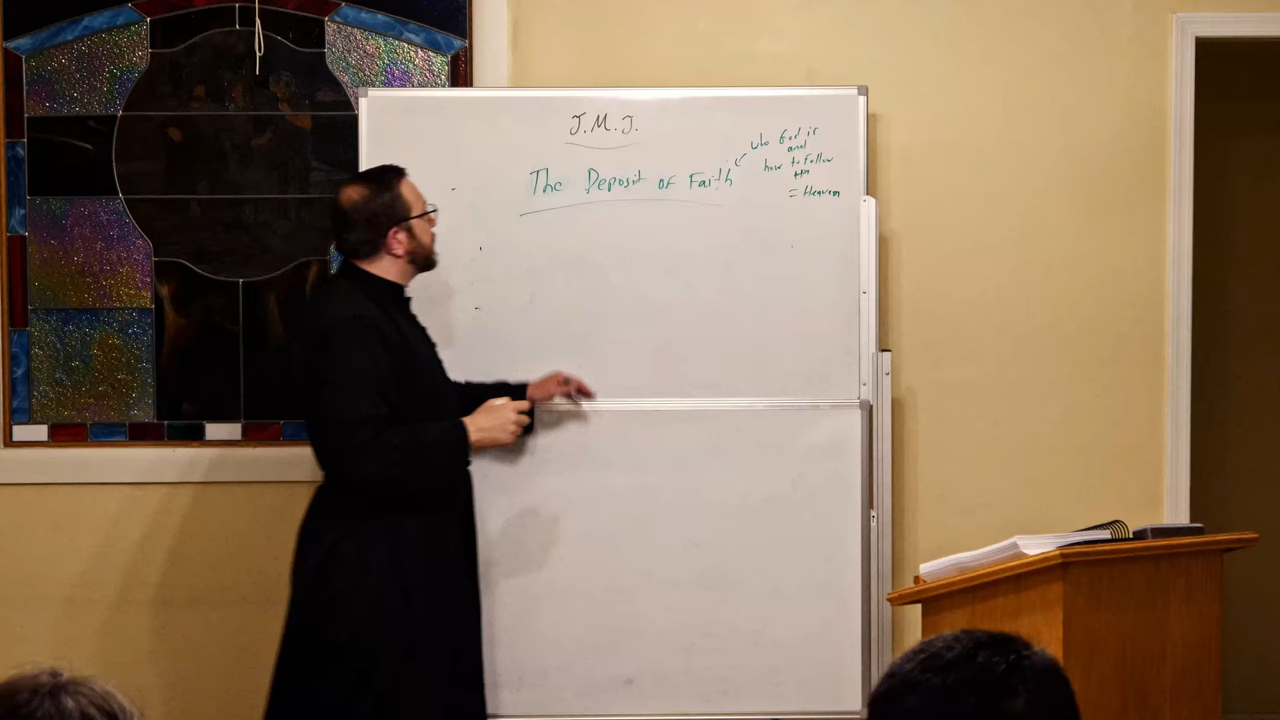 J.M.J.
The Deposit of Faith
who God is
and
how to Follow
Him
= Heaven